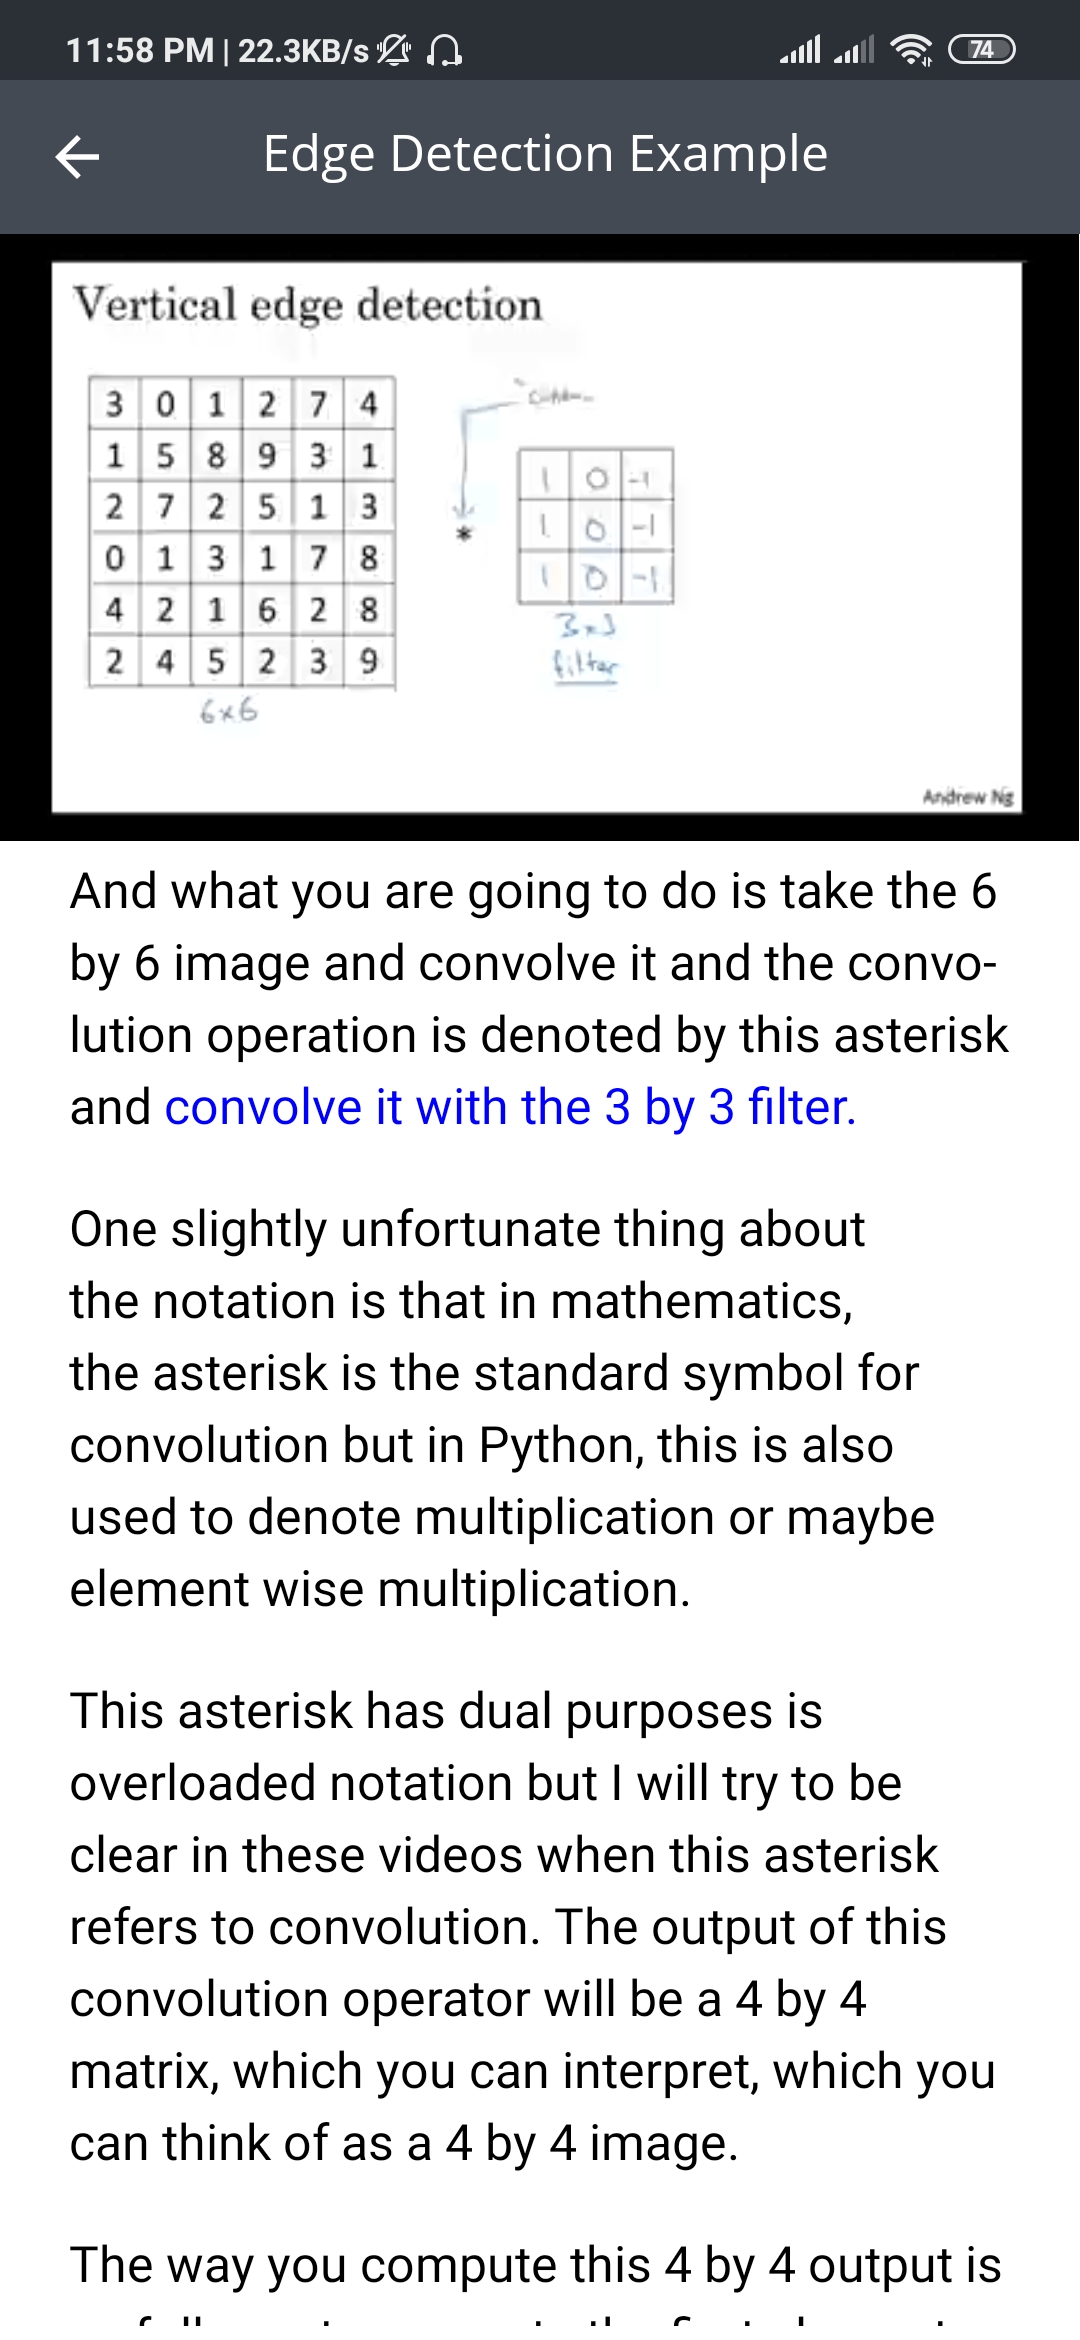 11:58 PM | 22.3KB/s
74
Edge Detection Example
Vertical edge detection
3 0 1 2 7 4
1 5 8 9 3 1
2 7 2 5 1 3
0 1 3 1 7 8
4 2 1 6 2 8
2 4 5 2 3 9
6×6
*
1 0 -1
1 0 -1
1 0 -1
3×3
filter
Andrew Ng
And what you are going to do is take the 6
by 6 image and convolve it and the convo-
lution operation is denoted by this asterisk
and convolve it with the 3 by 3 filter.
One slightly unfortunate thing about
the notation is that in mathematics,
the asterisk is the standard symbol for
convolution but in Python, this is also
used to denote multiplication or maybe
element wise multiplication.
This asterisk has dual purposes is
overloaded notation but I will try to be
clear in these videos when this asterisk
refers to convolution. The output of this
convolution operator will be a 4 by 4
matrix, which you can interpret, which you
can think of as a 4 by 4 image.
The way you compute this 4 by 4 output is